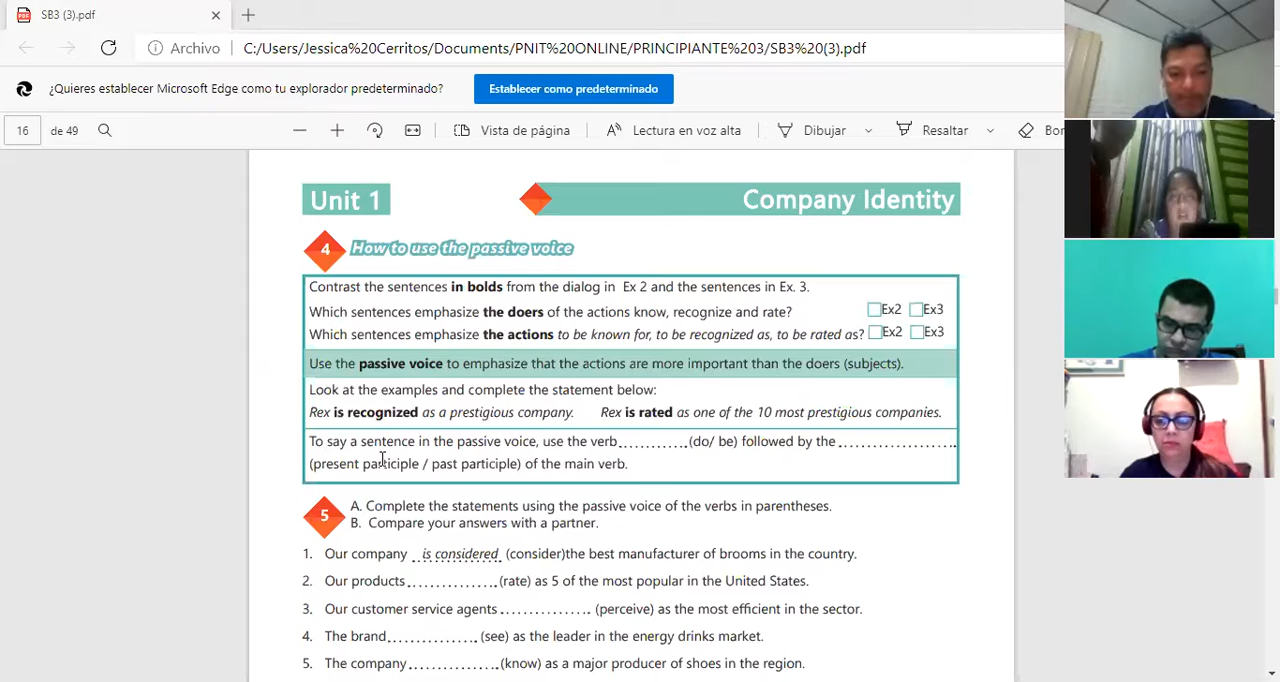 SB3 (3).pdf
Archivo
C:/Users/Jessica%20Cerritos/Documents/PNIT%20ONLINE/PRINCIPIANTE%203/SB3%20(3).pdf
¿Quieres establecer Microsoft Edge como tu explorador predeterminado?
Establecer como predeterminado
16 de 49
Vista de página
Lectura en voz alta
Dibujar
Resaltar
Bor
Unit 1
Company Identity
4 How to use the passive voice
Contrast the sentences in bolds from the dialog in Ex 2 and the sentences in Ex. 3.
Which sentences emphasize the doers of the actions know, recognize and rate? Ex2 Ex3
Which sentences emphasize the actions to be known for, to be recognized as, to be rated as? Ex2 Ex3
Use the passive voice to emphasize that the actions are more important than the doers (subjects).
Look at the examples and complete the statement below:
Rex is recognized as a prestigious company. Rex is rated as one of the 10 most prestigious companies.
To say a sentence in the passive voice, use the verb............(do/ be) followed by the ....................
(present participle / past participle) of the main verb.
5 A. Complete the statements using the passive voice of the verbs in parentheses.
B. Compare your answers with a partner.
1. Our company is considered (consider)the best manufacturer of brooms in the country.
2. Our products...............(rate) as 5 of the most popular in the United States.
3. Our customer service agents ............... (perceive) as the most efficient in the sector.
4. The brand............... (see) as the leader in the energy drinks market.
5. The company...............(know) as a major producer of shoes in the region.